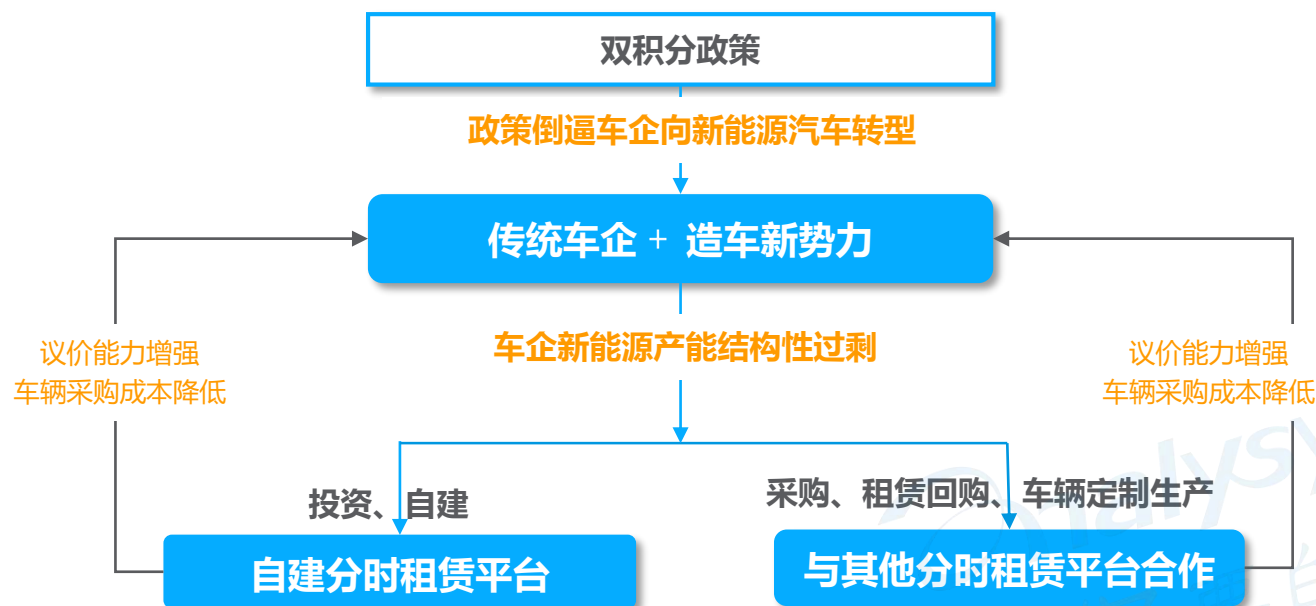 双积分政策
政策倒逼车企向新能源汽车转型
传统车企 + 造车新势力
车企新能源产能结构性过剩
议价能力增强
车辆采购成本降低
议价能力增强
车辆采购成本降低
投资、自建
采购、租赁回购、车辆定制生产
自建分时租赁平台
与其他分时租赁平台合作